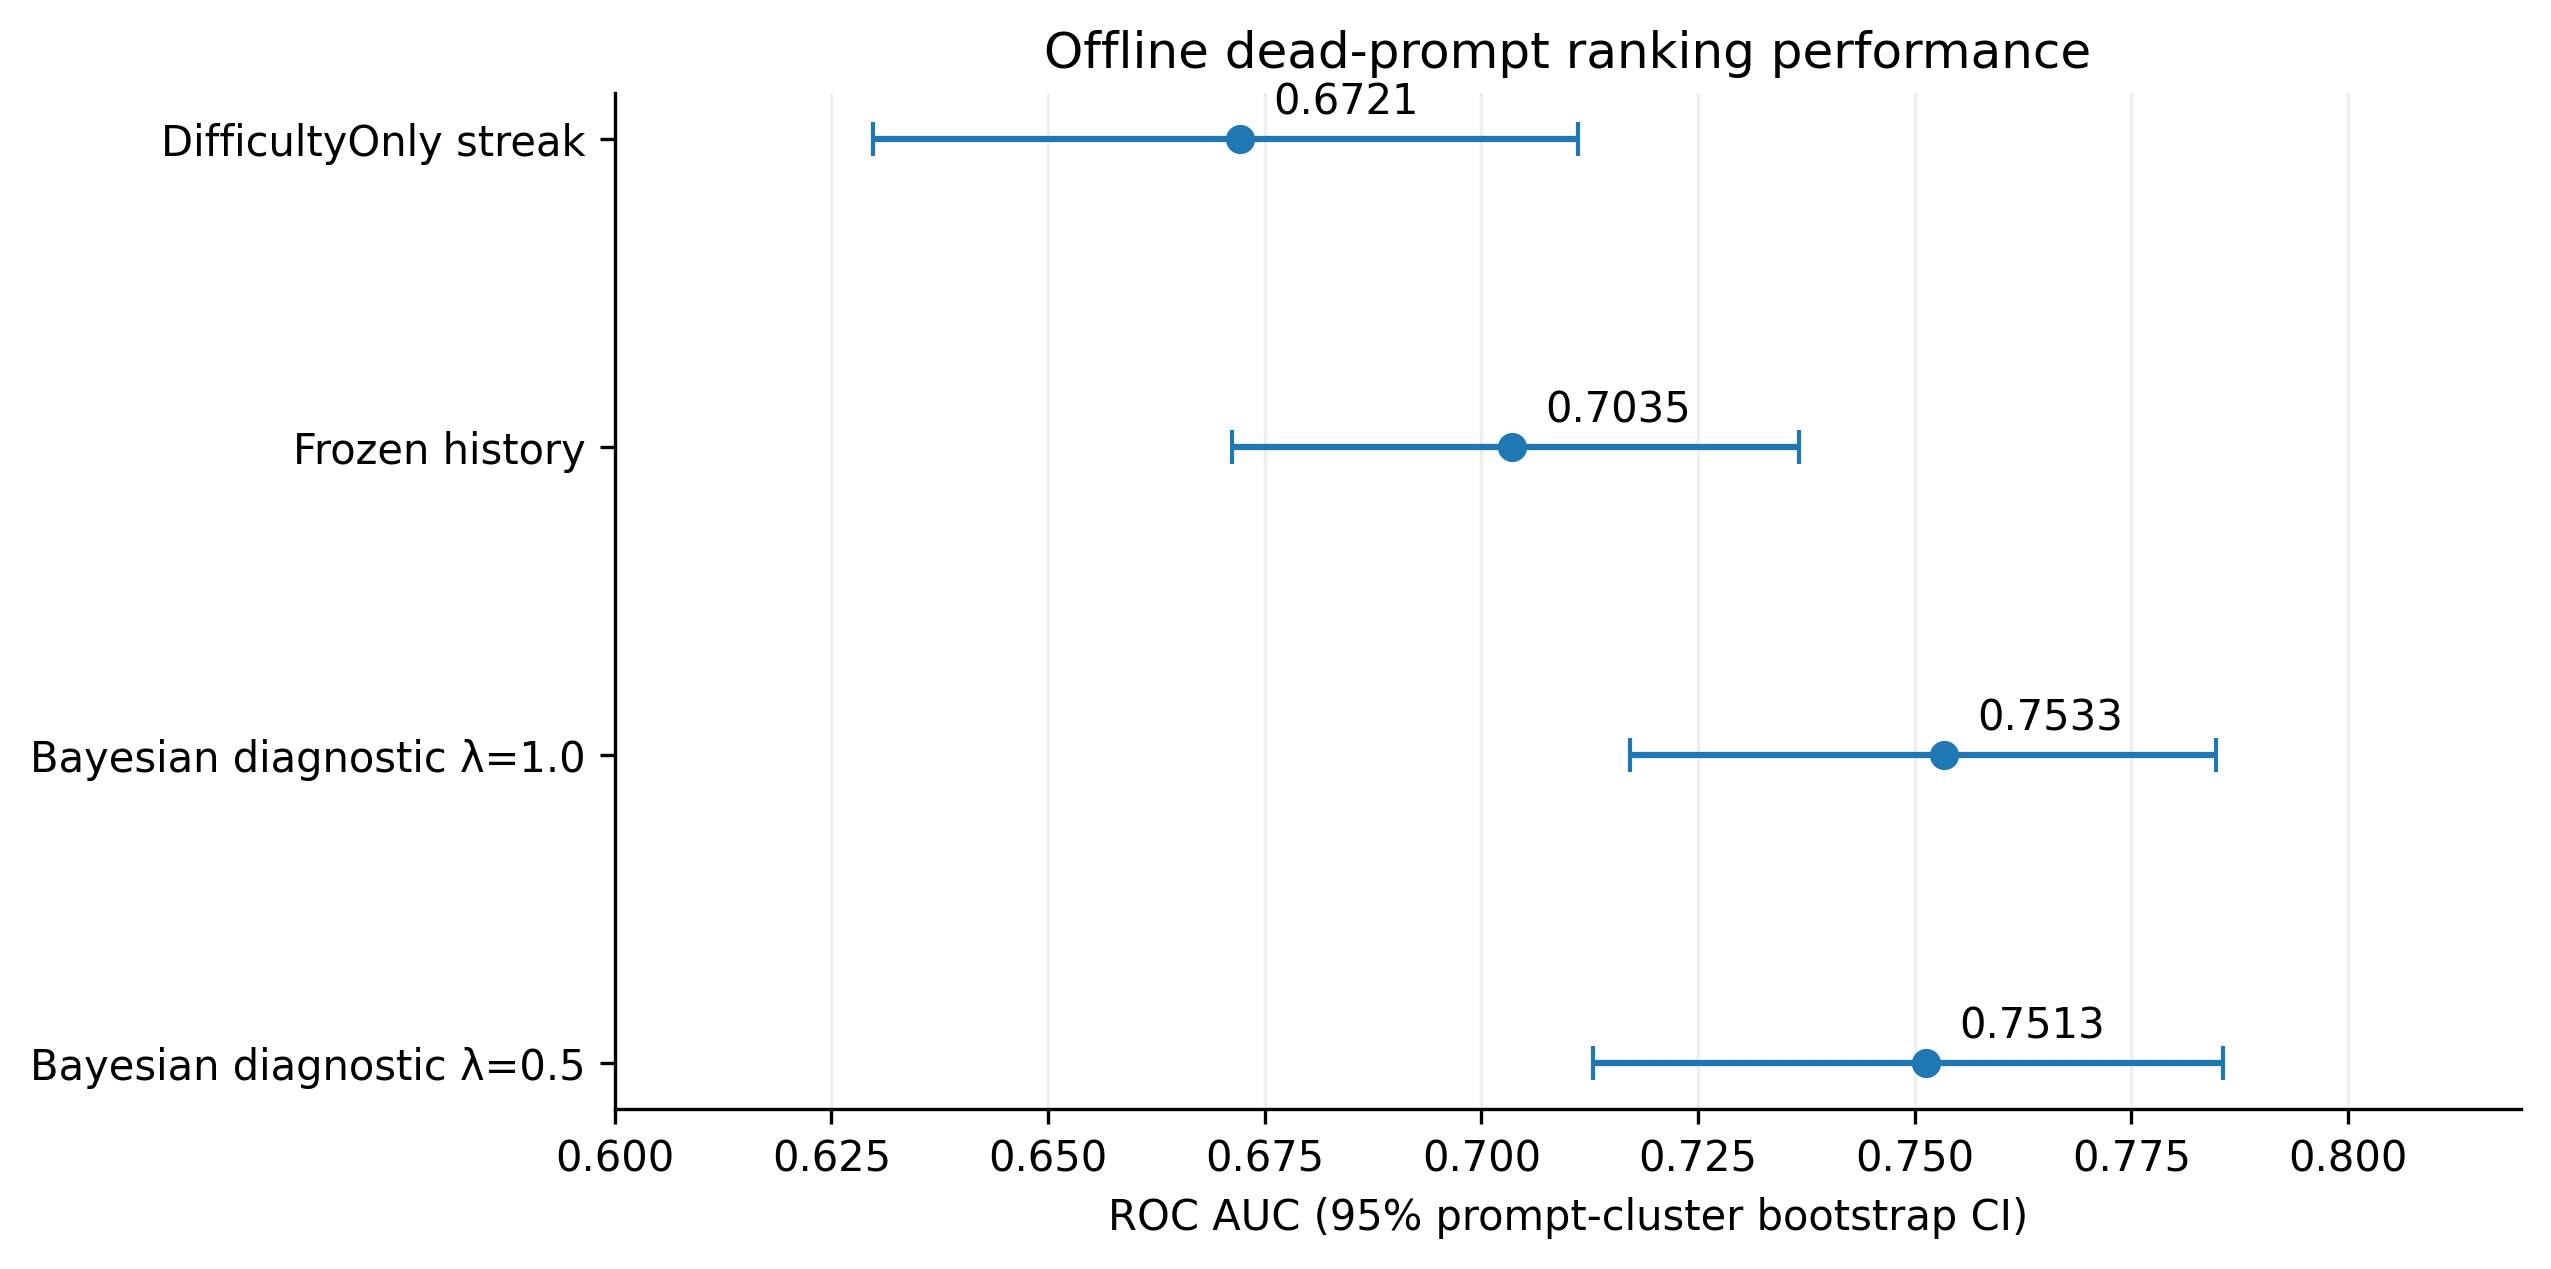 Offline dead-prompt ranking performance
0.6721
DifficultyOnly streak
0.7035
Frozen history
0.7533
Bayesian diagnostic λ=1.0
0.7513
Bayesian diagnostic λ=0.5
0.600 0.625 0.650 0.675 0.700 0.725 0.750 0.775 0.800
ROC AUC (95% prompt-cluster bootstrap CI)